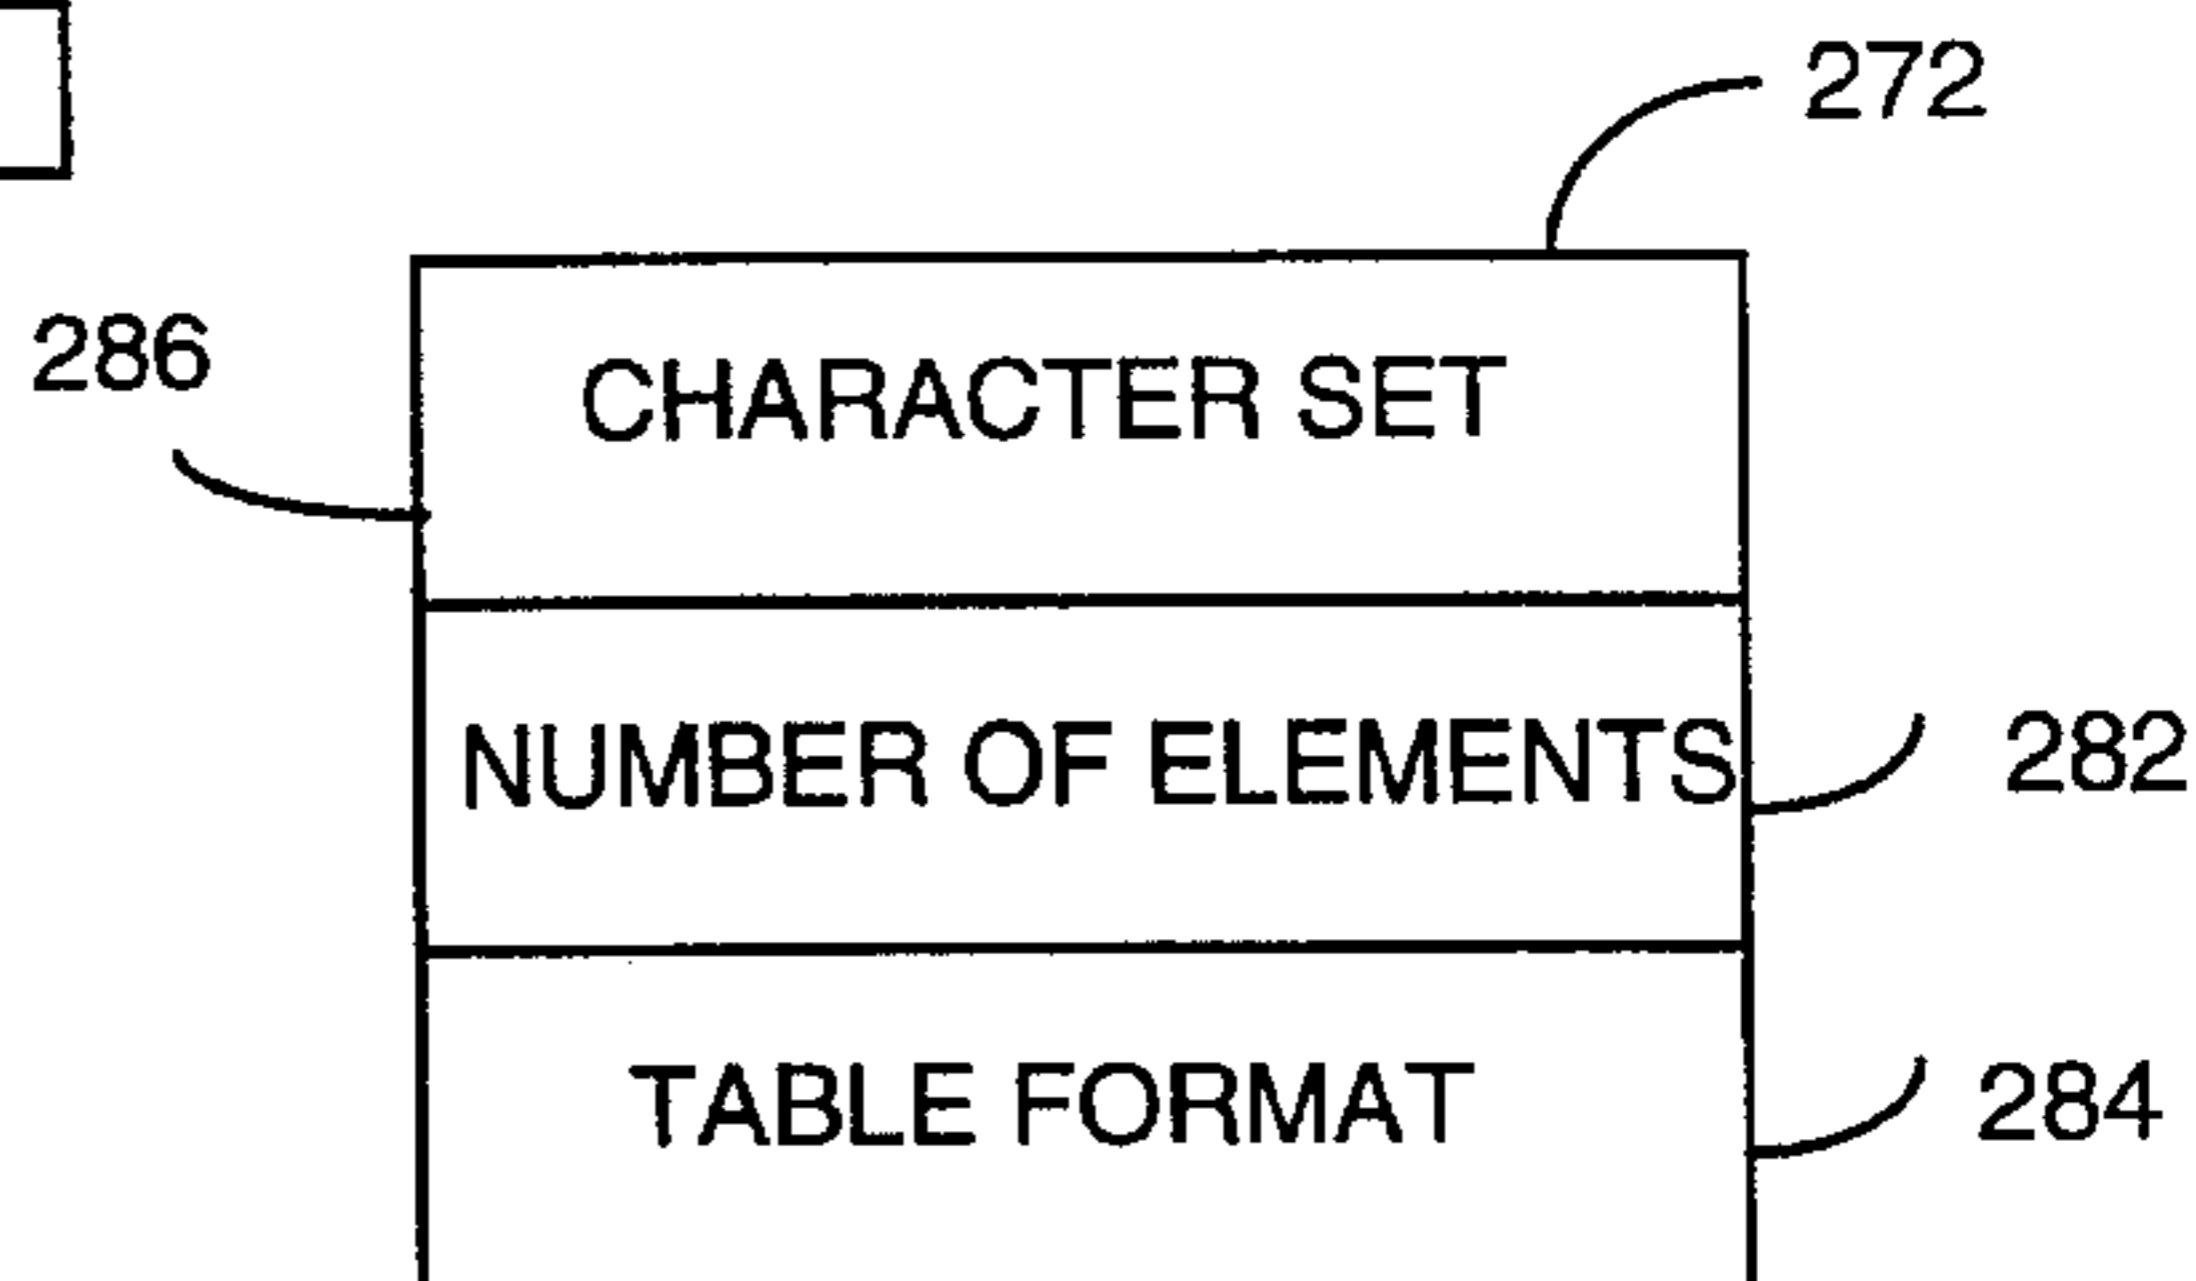 272
286
CHARACTER SET
NUMBER OF ELEMENTS
282
TABLE FORMAT
284